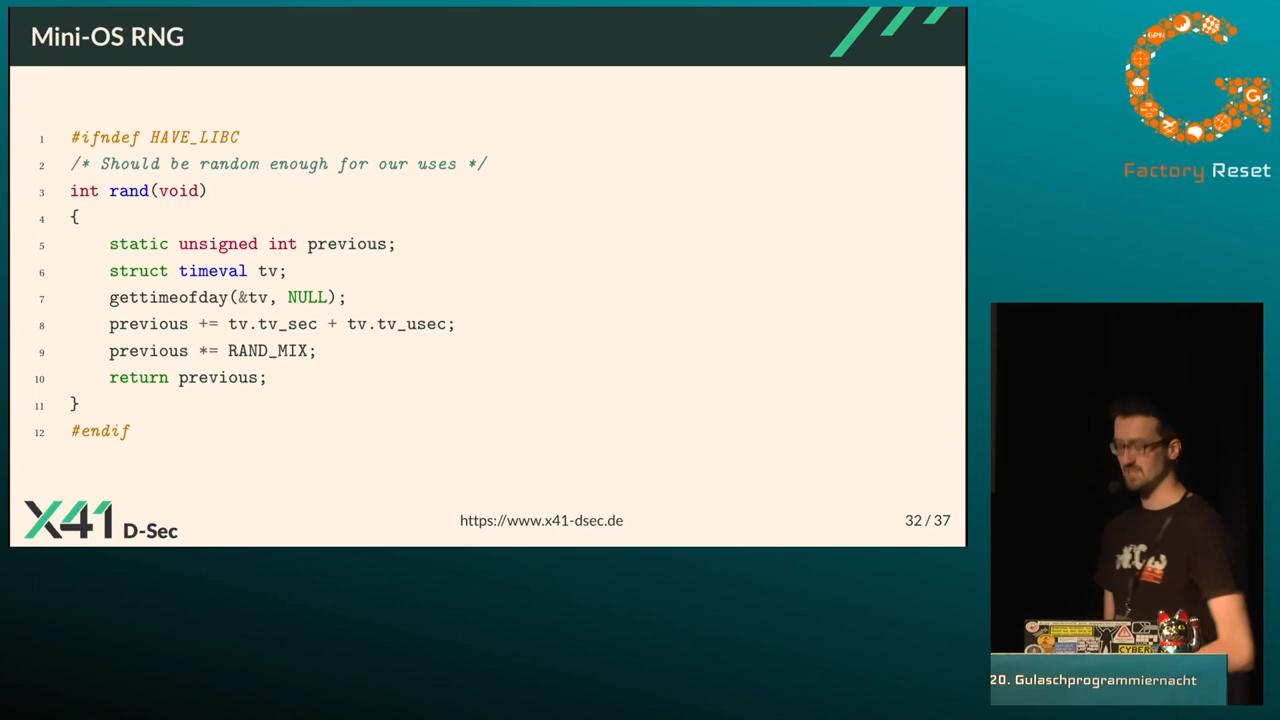 Mini-OS RNG
1 #ifndef HAVE_LIBC
2 /* Should be random enough for our uses */
3 int rand(void)
4 {
5 static unsigned int previous;
6 struct timeval tv;
7 gettimeofday(&tv, NULL);
8 previous += tv.tv_sec + tv.tv_usec;
9 previous *= RAND_MIX;
10 return previous;
11 }
12 #endif
X41 D-Sec
https://www.x41-dsec.de
32 / 37
GPN
G
Factory Reset
CYBER
20. Gulaschprogrammiernacht